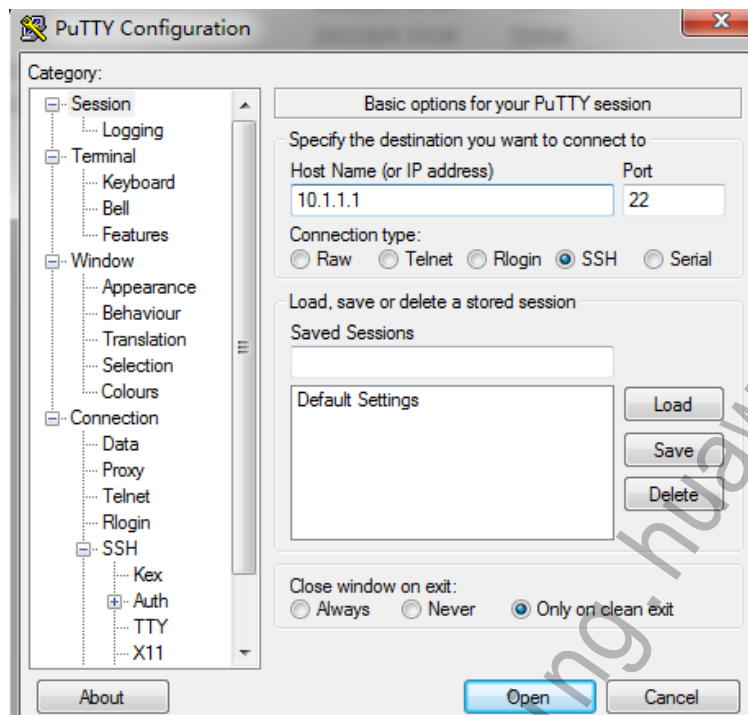 PuTTY Configuration
Category:
Session
Logging
Terminal
Keyboard
Bell
Features
Window
Appearance
Behaviour
Translation
Selection
Colours
Connection
Data
Proxy
Telnet
Rlogin
SSH
Kex
Auth
TTY
X11
Basic options for your PuTTY session
Specify the destination you want to connect to
Host Name (or IP address) Port
10.1.1.1 22
Connection type:
Raw Telnet Rlogin SSH Serial
Load, save or delete a stored session
Saved Sessions
Default Settings
Load
Save
Delete
Close window on exit:
Always Never Only on clean exit
About Open Cancel